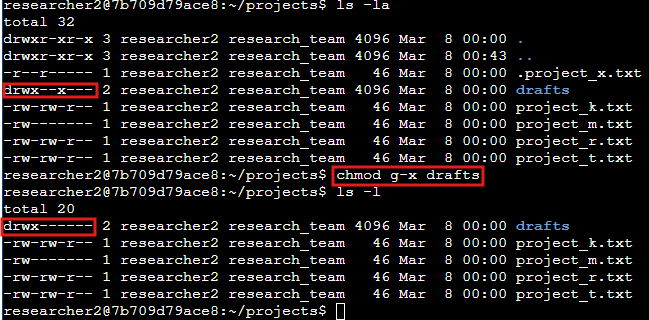 researcher2@7b709d79ace8:~/projects$ ls -la
total 32
drwxr-xr-x 3 researcher2 research_team 4096 Mar  8 00:00 .
drwxr-xr-x 3 researcher2 research_team 4096 Mar  8 00:43 ..
-r--r----- 1 researcher2 research_team   46 Mar  8 00:00 .project_x.txt
drwx--x--- 2 researcher2 research_team 4096 Mar  8 00:00 drafts
-rw-rw-r-- 1 researcher2 research_team   46 Mar  8 00:00 project_k.txt
-rw------- 1 researcher2 research_team   46 Mar  8 00:00 project_m.txt
-rw-rw-r-- 1 researcher2 research_team   46 Mar  8 00:00 project_r.txt
-rw-rw-r-- 1 researcher2 research_team   46 Mar  8 00:00 project_t.txt
researcher2@7b709d79ace8:~/projects$ chmod g-x drafts
researcher2@7b709d79ace8:~/projects$ ls -l
total 20
drwx------ 2 researcher2 research_team 4096 Mar  8 00:00 drafts
-rw-rw-r-- 1 researcher2 research_team   46 Mar  8 00:00 project_k.txt
-rw------- 1 researcher2 research_team   46 Mar  8 00:00 project_m.txt
-rw-rw-r-- 1 researcher2 research_team   46 Mar  8 00:00 project_r.txt
-rw-rw-r-- 1 researcher2 research_team   46 Mar  8 00:00 project_t.txt
researcher2@7b709d79ace8:~/projects$